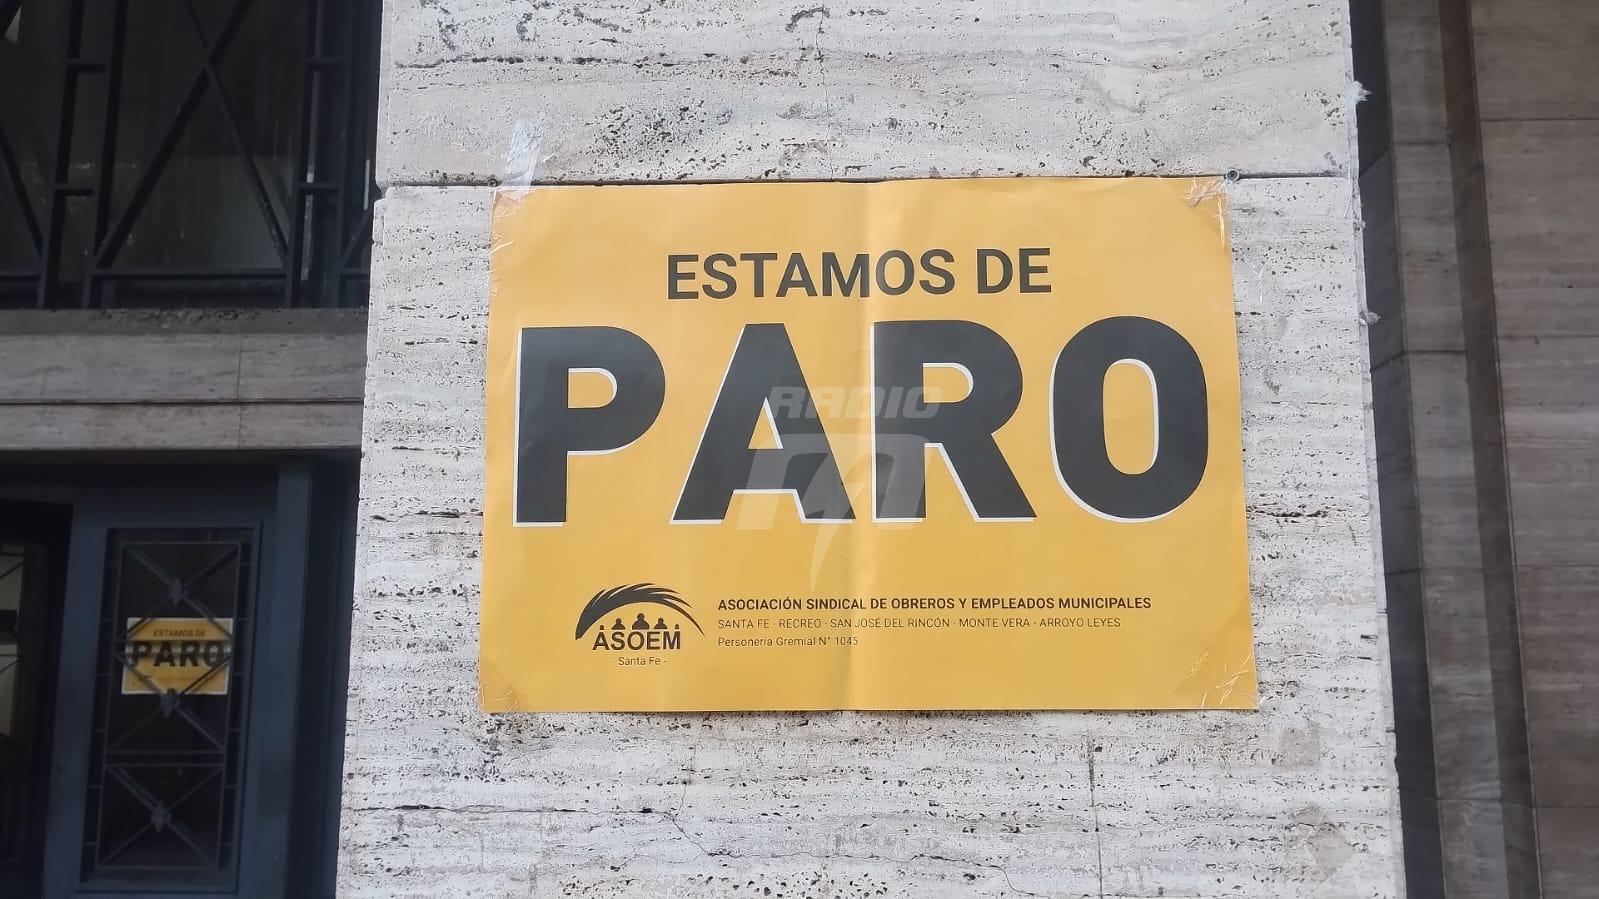 ESTAMOS DE
PARO
RADIO
ASOEM
- Santa Fe -
ASOCIACIÓN SINDICAL DE OBREROS Y EMPLEADOS MUNICIPALES
SANTA FE - RECREO - SAN JOSÉ DEL RINCÓN - MONTE VERA - ARROYO LEYES
Personería Gremial N° 1045
ESTAMOS DE
PARO